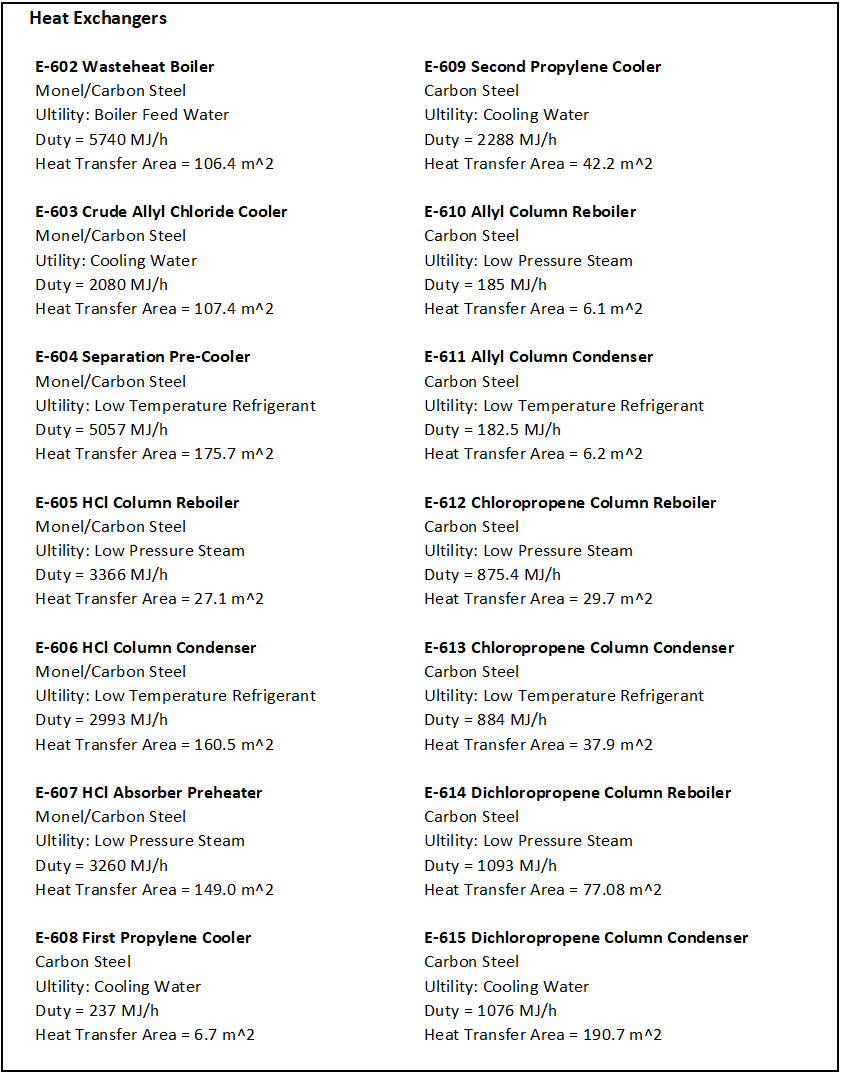 Heat Exchangers
E-602 Wasteheat Boiler
Monel/Carbon Steel
Ultility: Boiler Feed Water
Duty = 5740 MJ/h
Heat Transfer Area = 106.4 m^2
E-603 Crude Allyl Chloride Cooler
Monel/Carbon Steel
Utility: Cooling Water
Duty = 2080 MJ/h
Heat Transfer Area = 107.4 m^2
E-604 Separation Pre-Cooler
Monel/Carbon Steel
Ultility: Low Temperature Refrigerant
Duty = 5057 MJ/h
Heat Transfer Area = 175.7 m^2
E-605 HCl Column Reboiler
Monel/Carbon Steel
Ultility: Low Pressure Steam
Duty = 3366 MJ/h
Heat Transfer Area = 27.1 m^2
E-606 HCl Column Condenser
Monel/Carbon Steel
Ultility: Low Temperature Refrigerant
Duty = 2993 MJ/h
Heat Transfer Area = 160.5 m^2
E-607 HCl Absorber Preheater
Monel/Carbon Steel
Ultility: Low Pressure Steam
Duty = 3260 MJ/h
Heat Transfer Area = 149.0 m^2
E-608 First Propylene Cooler
Carbon Steel
Ultility: Cooling Water
Duty = 237 MJ/h
Heat Transfer Area = 6.7 m^2
E-609 Second Propylene Cooler
Carbon Steel
Ultility: Cooling Water
Duty = 2288 MJ/h
Heat Transfer Area = 42.2 m^2
E-610 Allyl Column Reboiler
Carbon Steel
Ultility: Low Pressure Steam
Duty = 185 MJ/h
Heat Transfer Area = 6.1 m^2
E-611 Allyl Column Condenser
Carbon Steel
Ultility: Low Temperature Refrigerant
Duty = 182.5 MJ/h
Heat Transfer Area = 6.2 m^2
E-612 Chloropropene Column Reboiler
Carbon Steel
Ultility: Low Pressure Steam
Duty = 875.4 MJ/h
Heat Transfer Area = 29.7 m^2
E-613 Chloropropene Column Condenser
Carbon Steel
Ultility: Low Temperature Refrigerant
Duty = 884 MJ/h
Heat Transfer Area = 37.9 m^2
E-614 Dichloropropene Column Reboiler
Carbon Steel
Ultility: Low Pressure Steam
Duty = 1093 MJ/h
Heat Transfer Area = 77.08 m^2
E-615 Dichloropropene Column Condenser
Carbon Steel
Ultility: Cooling Water
Duty = 1076 MJ/h
Heat Transfer Area = 190.7 m^2